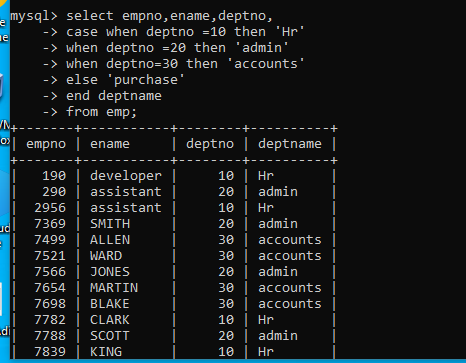 mysql> select empno,ename,deptno,
    -> case when deptno =10 then 'Hr'
    -> when deptno =20 then 'admin'
    -> when deptno=30 then 'accounts'
    -> else 'purchase'
    -> end deptname
    -> from emp;
+-------+-----------+--------+----------+
| empno | ename     | deptno | deptname |
+-------+-----------+--------+----------+
|   190 | developer |     10 | Hr       |
|   290 | assistant |     20 | admin    |
|  2956 | assistant |     10 | Hr       |
|  7369 | SMITH     |     20 | admin    |
|  7499 | ALLEN     |     30 | accounts |
|  7521 | WARD      |     30 | accounts |
|  7566 | JONES     |     20 | admin    |
|  7654 | MARTIN    |     30 | accounts |
|  7698 | BLAKE     |     30 | accounts |
|  7782 | CLARK     |     10 | Hr       |
|  7788 | SCOTT     |     20 | admin    |
|  7839 | KING      |     10 | Hr       |